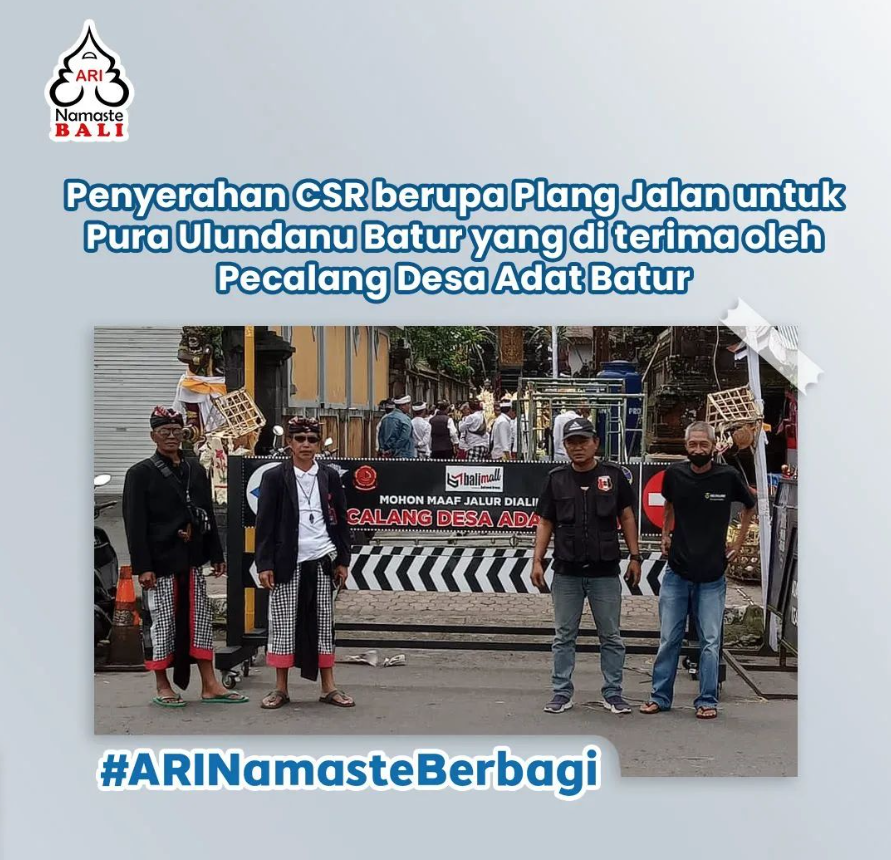 ARI
Namaste
BALI
Penyerahan CSR berupa Plang Jalan untuk
Pura Ulundanu Batur yang di terima oleh
Pecalang Desa Adat Batur
balimall
MOHON MAAF JALUR DIALI
CALANG DESA ADA
#ARINamasteBerbagi